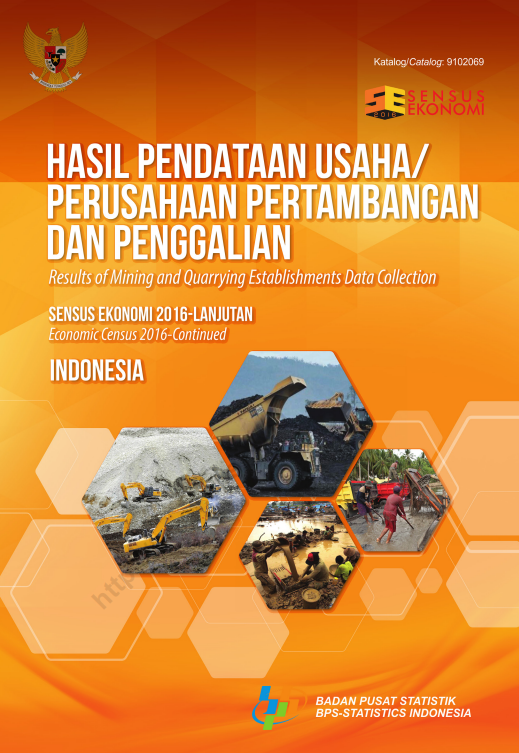 Katalog/Catalog: 9102069
SE2016 SENSUS
EKONOMI
HASIL PENDATAAN USAHA/
PERUSAHAAN PERTAMBANGAN
DAN PENGGALIAN
Results of Mining and Quarrying Establishments Data Collection
SENSUS EKONOMI 2016-LANJUTAN
Economic Census 2016-Continued
INDONESIA
BADAN PUSAT STATISTIK
BPS-STATISTICS INDONESIA